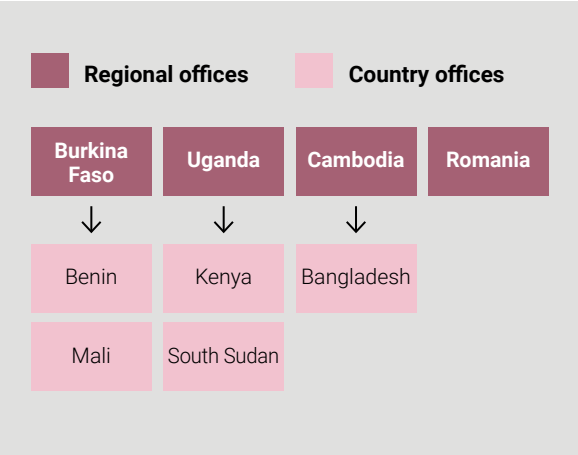 Regional offices
Country offices
Burkina
Faso
Uganda
Cambodia
Romania
Benin
Kenya
Bangladesh
Mali
South Sudan